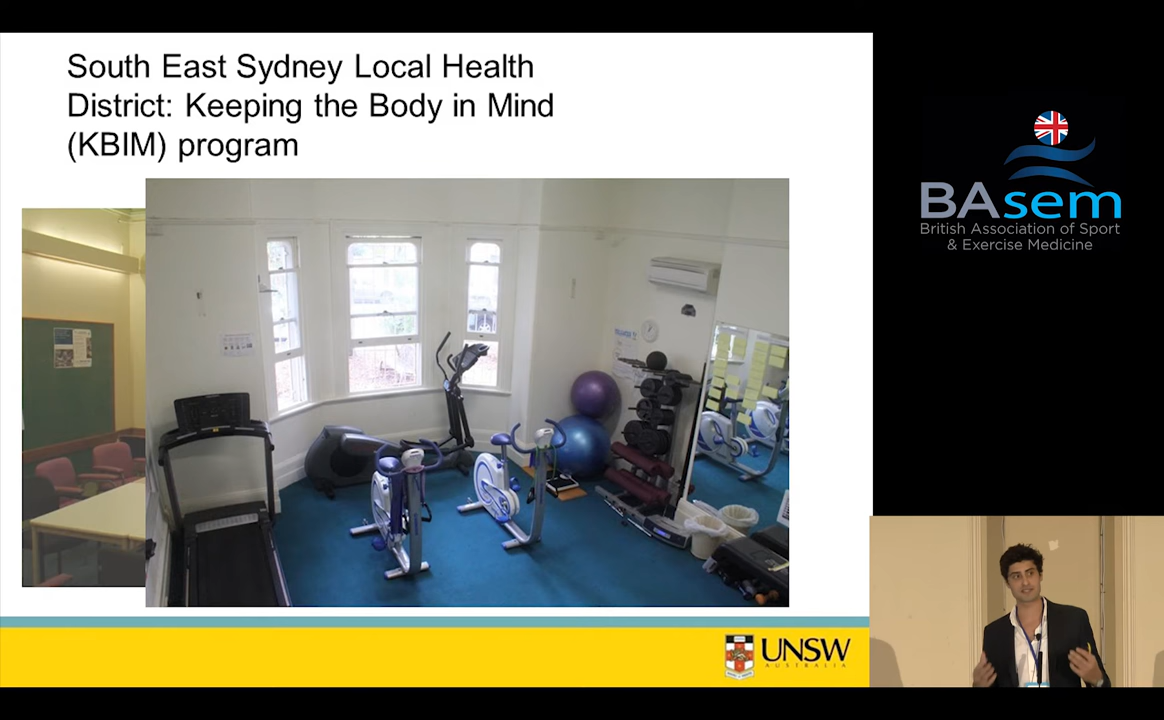 South East Sydney Local Health
District: Keeping the Body in Mind
(KBIM) program
BAsem
British Association of Sport
& Exercise Medicine
UNSW
AUSTRALIA